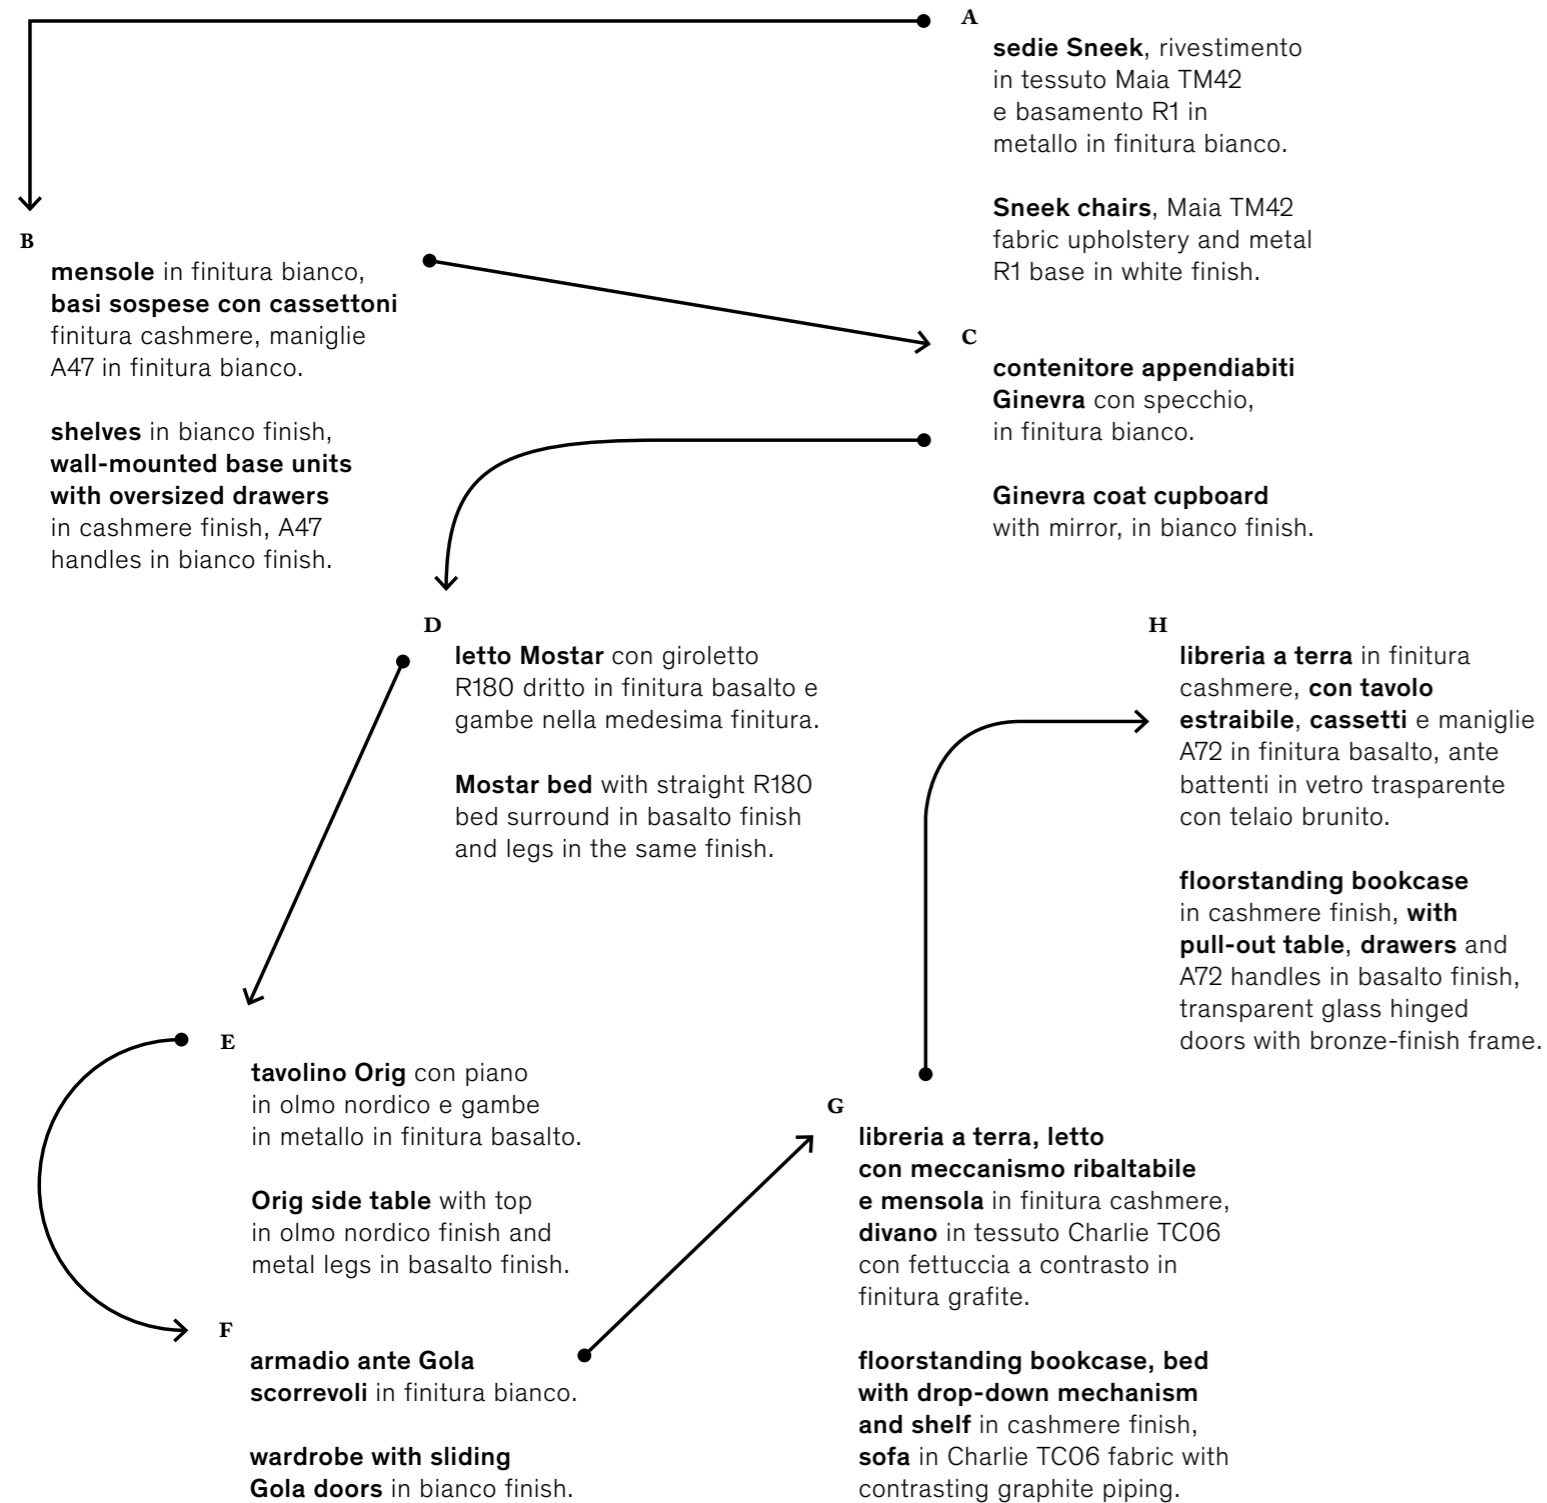 A
sedie Sneek, rivestimento
in tessuto Maia TM42
e basamento R1 in
metallo in finitura bianco.
Sneek chairs, Maia TM42
fabric upholstery and metal
R1 base in white finish.
B
mensole in finitura bianco,
basi sospese con cassettoni
finitura cashmere, maniglie
A47 in finitura bianco.
shelves in bianco finish,
wall-mounted base units
with oversized drawers
in cashmere finish, A47
handles in bianco finish.
C
contenitore appendiabiti
Ginevra con specchio,
in finitura bianco.
Ginevra coat cupboard
with mirror, in bianco finish.
D
letto Mostar con giroletto
R180 dritto in finitura basalto e
gambe nella medesima finitura.
Mostar bed with straight R180
bed surround in basalto finish
and legs in the same finish.
E
tavolino Orig con piano
in olmo nordico e gambe
in metallo in finitura basalto.
Orig side table with top
in olmo nordico finish and
metal legs in basalto finish.
F
armadio ante Gola
scorrevoli in finitura bianco.
wardrobe with sliding
Gola doors in bianco finish.
G
libreria a terra, letto
con meccanismo ribaltabile
e mensola in finitura cashmere,
divano in tessuto Charlie TC06
con fettuccia a contrasto in
finitura grafite.
floorstanding bookcase, bed
with drop-down mechanism
and shelf in cashmere finish,
sofa in Charlie TC06 fabric with
contrasting graphite piping.
H
libreria a terra in finitura
cashmere, con tavolo
estraibile, cassetti e maniglie
A72 in finitura basalto, ante
battenti in vetro trasparente
con telaio brunito.
floorstanding bookcase
in cashmere finish, with
pull-out table, drawers and
A72 handles in basalto finish,
transparent glass hinged
doors with bronze-finish frame.